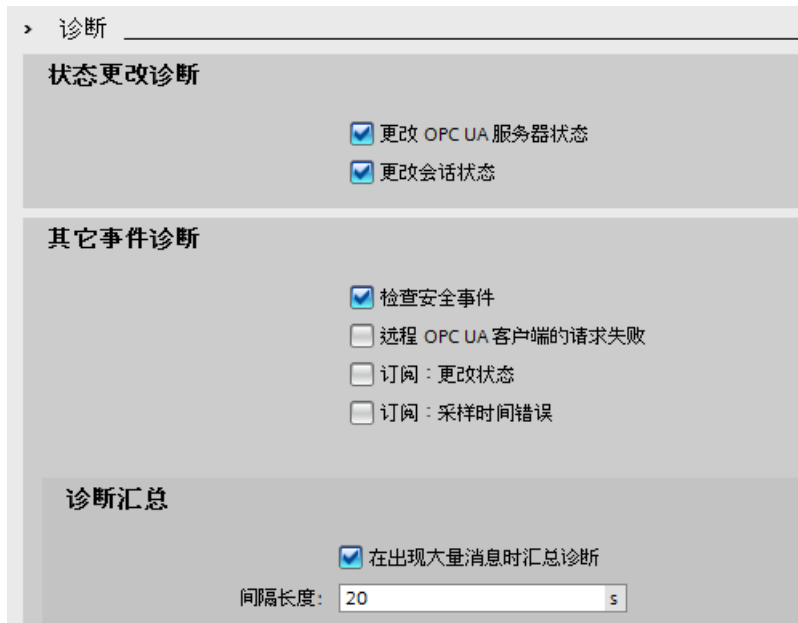 诊断
状态更改诊断
更改 OPC UA 服务器状态
更改会话状态
其它事件诊断
检查安全事件
远程 OPC UA 客户端的请求失败
订阅：更改状态
订阅：采样时间错误
诊断汇总
在出现大量消息时汇总诊断
间隔长度: 20 s